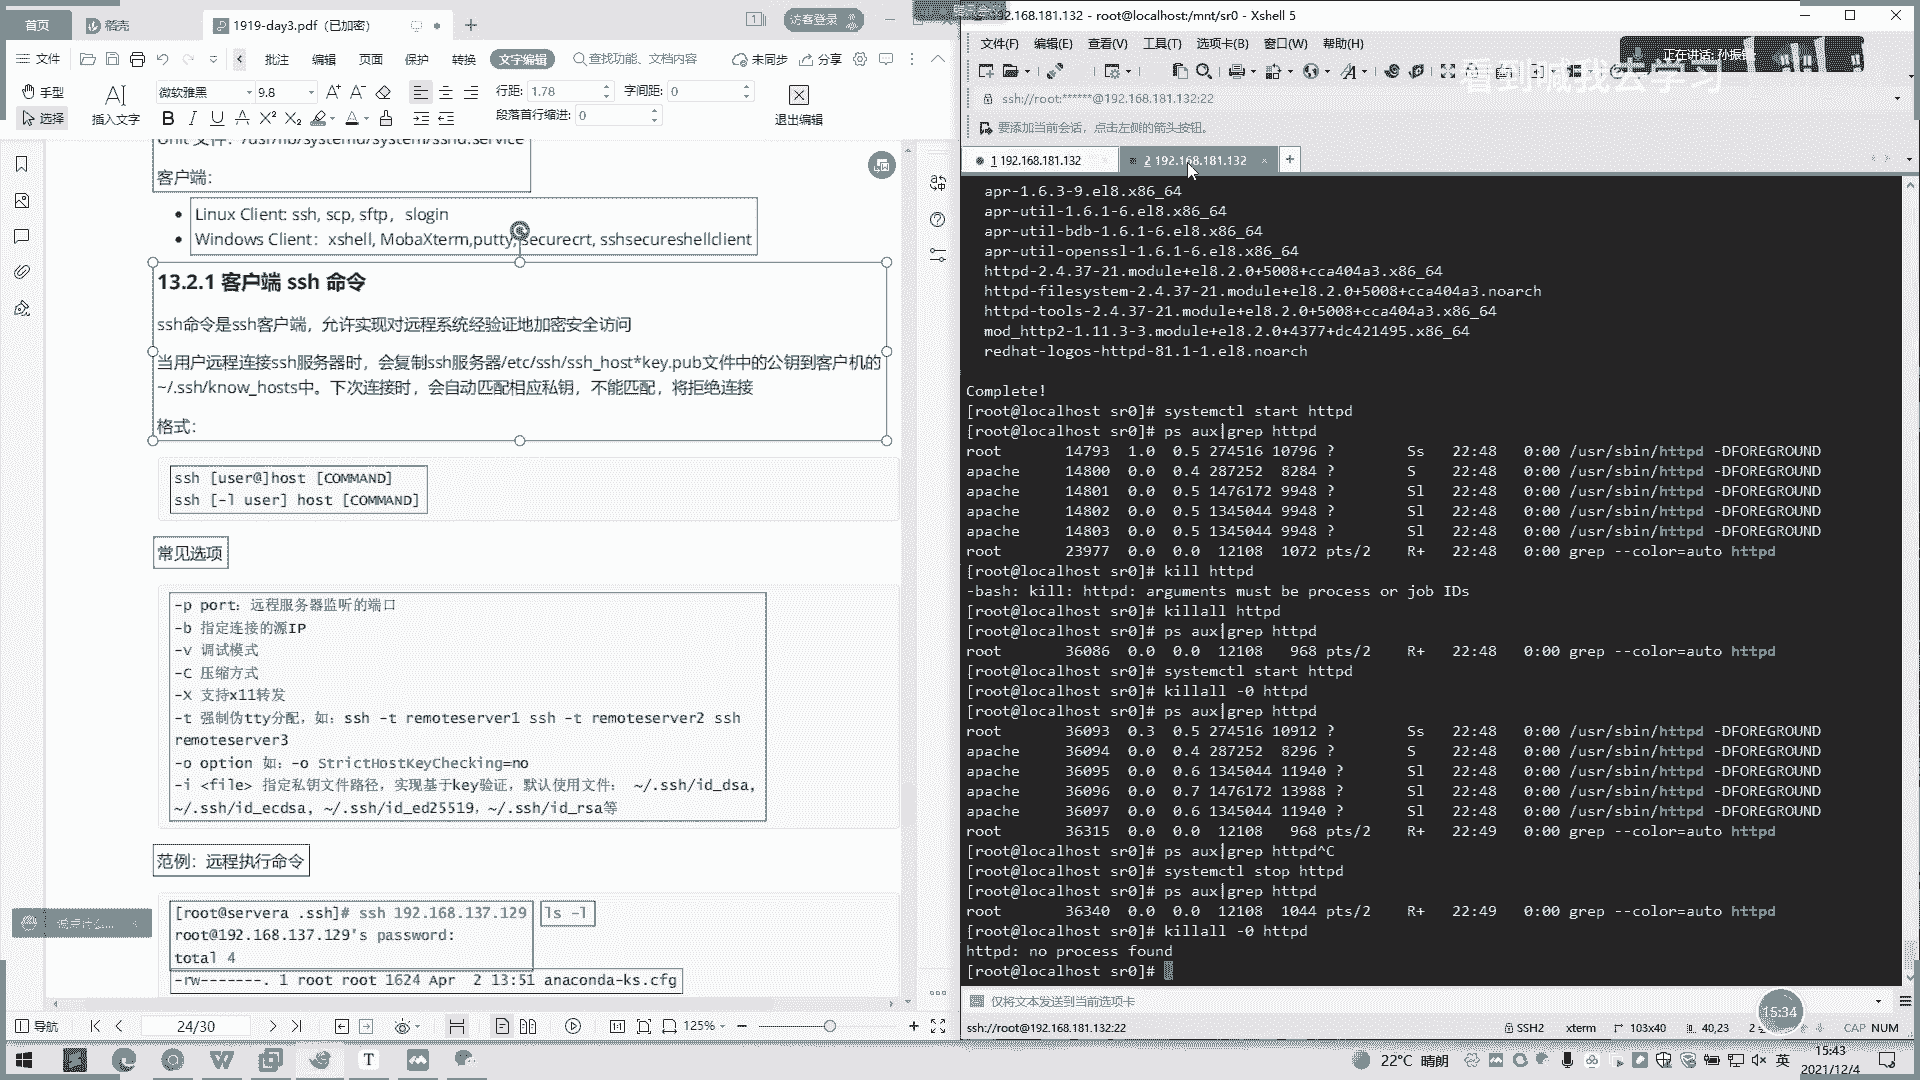 首页
稻壳
1919-day3.pdf (已加密)
访客登录
文件
批注
编辑
页面
保护
转换
文字编辑
查找功能、文档内容
未同步
分享
手型
选择
插入文字
微软雅黑
9.8
行距: 1.78
字间距: 0
段落首行缩进: 0
退出编辑
Unit 文件: /usr/lib/systemd/system/sshd.service
客户端:
Linux Client: ssh, scp, sftp，slogin
Windows Client：xshell, MobaXterm,putty, securecrt, sshsecureshellclient
13.2.1 客户端 ssh 命令
ssh命令是ssh客户端，允许实现对远程系统经验证地加密安全访问
当用户远程连接ssh服务器时，会复制ssh服务器/etc/ssh/ssh_host*key.pub文件中的公钥到客户机的
~/.ssh/know_hosts中。下次连接时，会自动匹配相应私钥，不能匹配，将拒绝连接
格式:
ssh [user@]host [COMMAND]
ssh [-l user] host [COMMAND]
常见选项
-p port：远程服务器监听的端口
-b 指定连接的源IP
-v 调试模式
-C 压缩方式
-X 支持x11转发
-t 强制伪tty分配，如：ssh -t remoteserver1 ssh -t remoteserver2 ssh
remoteserver3
-o option 如：-o StrictHostKeyChecking=no
-i <file> 指定私钥文件路径，实现基于key验证，默认使用文件： ~/.ssh/id_dsa,
~/.ssh/id_ecdsa, ~/.ssh/id_ed25519，~/.ssh/id_rsa等
范例：远程执行命令
[root@servera .ssh]# ssh 192.168.137.129 ls -l
root@192.168.137.129's password:
total 4
-rw-------. 1 root root 1624 Apr  2 13:51 anaconda-ks.cfg
导航
24/30
125%
192.168.181.132 - root@localhost:/mnt/sr0 - Xshell 5
文件(F) 编辑(E) 查看(V) 工具(T) 选项卡(B) 窗口(W) 帮助(H)
看到喊我去学习
ssh://root:******@192.168.181.132:22
要添加当前会话，点击左侧的箭头按钮。
1 192.168.181.132
2 192.168.181.132
apr-1.6.3-9.el8.x86_64
apr-util-1.6.1-6.el8.x86_64
apr-util-bdb-1.6.1-6.el8.x86_64
apr-util-openssl-1.6.1-6.el8.x86_64
httpd-2.4.37-21.module+el8.2.0+5008+cca404a3.x86_64
httpd-filesystem-2.4.37-21.module+el8.2.0+5008+cca404a3.noarch
httpd-tools-2.4.37-21.module+el8.2.0+5008+cca404a3.x86_64
mod_http2-1.11.3-3.module+el8.2.0+4377+dc421495.x86_64
redhat-logos-httpd-81.1-1.el8.noarch
Complete!
[root@localhost sr0]# systemctl start httpd
[root@localhost sr0]# ps aux|grep httpd
root 14793 1.0 0.5 274516 10796 ? Ss 22:48 0:00 /usr/sbin/httpd -DFOREGROUND
apache 14800 0.0 0.4 287252 8284 ? S 22:48 0:00 /usr/sbin/httpd -DFOREGROUND
apache 14801 0.0 0.5 1476172 9948 ? Sl 22:48 0:00 /usr/sbin/httpd -DFOREGROUND
apache 14802 0.0 0.5 1345044 9948 ? Sl 22:48 0:00 /usr/sbin/httpd -DFOREGROUND
apache 14803 0.0 0.5 1345044 9948 ? Sl 22:48 0:00 /usr/sbin/httpd -DFOREGROUND
root 23977 0.0 0.0 12108 1072 pts/2 R+ 22:48 0:00 grep --color=auto httpd
[root@localhost sr0]# kill httpd
-bash: kill: httpd: arguments must be process or job IDs
[root@localhost sr0]# killall httpd
[root@localhost sr0]# ps aux|grep httpd
root 36086 0.0 0.0 12108 968 pts/2 R+ 22:48 0:00 grep --color=auto httpd
[root@localhost sr0]# systemctl start httpd
[root@localhost sr0]# killall -0 httpd
[root@localhost sr0]# ps aux|grep httpd
root 36093 0.3 0.5 274516 10912 ? Ss 22:49 0:00 /usr/sbin/httpd -DFOREGROUND
apache 36094 0.0 0.4 287252 8296 ? S 22:49 0:00 /usr/sbin/httpd -DFOREGROUND
apache 36095 0.0 0.6 1345044 11940 ? Sl 22:49 0:00 /usr/sbin/httpd -DFOREGROUND
apache 36096 0.0 0.7 1476172 13988 ? Sl 22:49 0:00 /usr/sbin/httpd -DFOREGROUND
apache 36097 0.0 0.6 1345044 11940 ? Sl 22:49 0:00 /usr/sbin/httpd -DFOREGROUND
root 36315 0.0 0.0 12108 968 pts/2 R+ 22:49 0:00 grep --color=auto httpd
[root@localhost sr0]# ps aux|grep httpd^C
[root@localhost sr0]# systemctl stop httpd
[root@localhost sr0]# ps aux|grep httpd
root 36340 0.0 0.0 12108 1044 pts/2 R+ 22:49 0:00 grep --color=auto httpd
[root@localhost sr0]# killall -0 httpd
httpd: no process found
[root@localhost sr0]#
仅将文本发送到当前选项卡
15:34
ssh://root@192.168.181.132:22
SSH2
xterm
103x40
40,23
CAP NUM
22°C 晴朗
英
15:43
2021/12/4